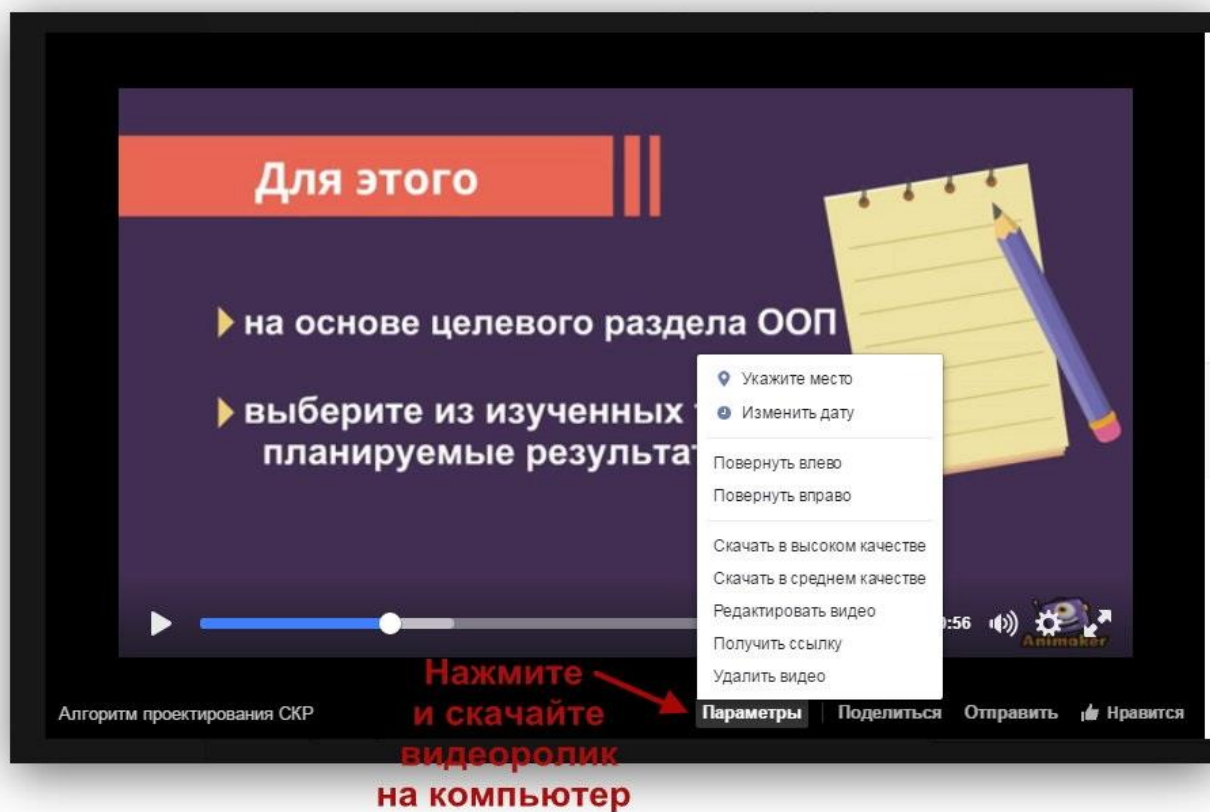 Для этого
на основе целевого раздела ООП
выберите из изученных
планируемые
Укажите место
Изменить дату
Повернуть влево
Повернуть вправо
Скачать в высоком качестве
Скачать в среднем качестве
Редактировать видео
Получить ссылку
Удалить видео
:56
Animaker
Нажмите
и скачайте
видеоролик
на компьютер
Алгоритм проектирования СКР
Параметры Поделиться Отправить Нравится